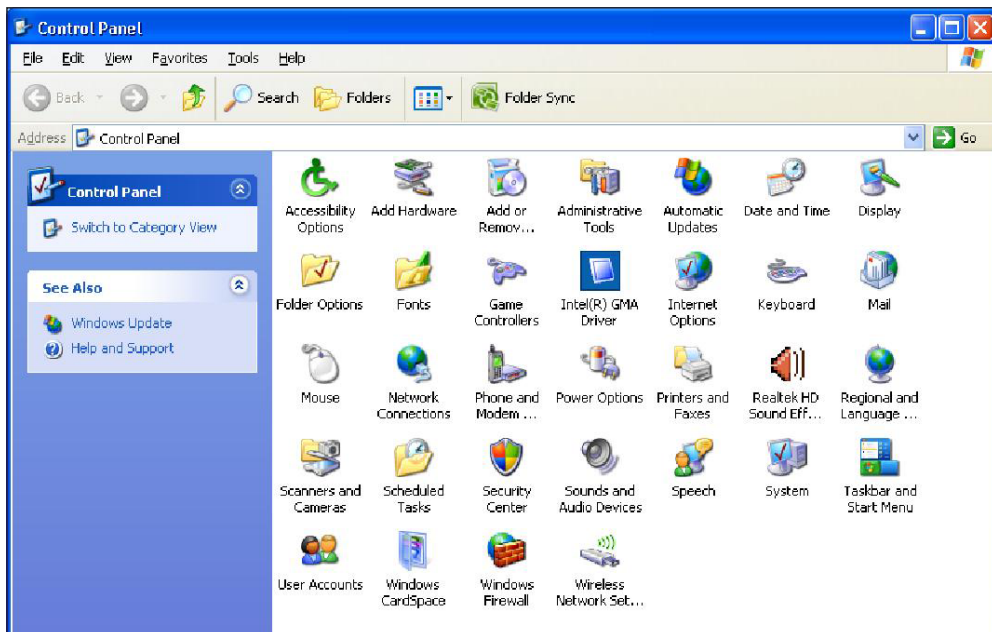 Control Panel
File Edit View Favorites Tools Help
Back Search Folders Folder Sync
Address Control Panel Go
Control Panel
Switch to Category View
See Also
Windows Update
Help and Support
Accessibility Options
Add Hardware
Add or Remov...
Administrative Tools
Automatic Updates
Date and Time
Display
Folder Options
Fonts
Game Controllers
Intel(R) GMA Driver
Internet Options
Keyboard
Mail
Mouse
Network Connections
Phone and Modem ...
Power Options
Printers and Faxes
Realtek HD Sound Eff...
Regional and Language ...
Scanners and Cameras
Scheduled Tasks
Security Center
Sounds and Audio Devices
Speech
System
Taskbar and Start Menu
User Accounts
Windows CardSpace
Windows Firewall
Wireless Network Set...